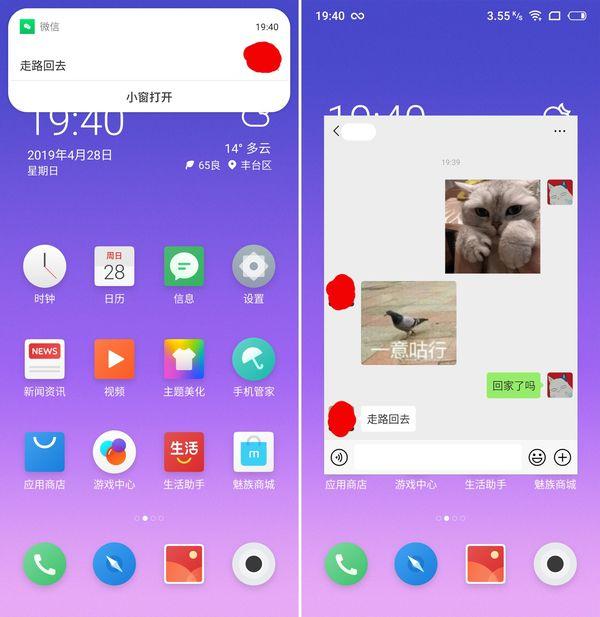 微信
19:40
走路回去
小窗打开
19:40
2019年4月28日
星期日
14° 多云
65良
丰台区
时钟
周日
28
日历
信息
设置
NEWS
新闻资讯
视频
主题美化
手机管家
应用商店
游戏中心
生活
生活助手
m
魅族商城
19:40
3.55 K/s
19:40
19:39
一意咕行
回家了吗
走路回去
应用商店
游戏中心
生活助手
魅族商城